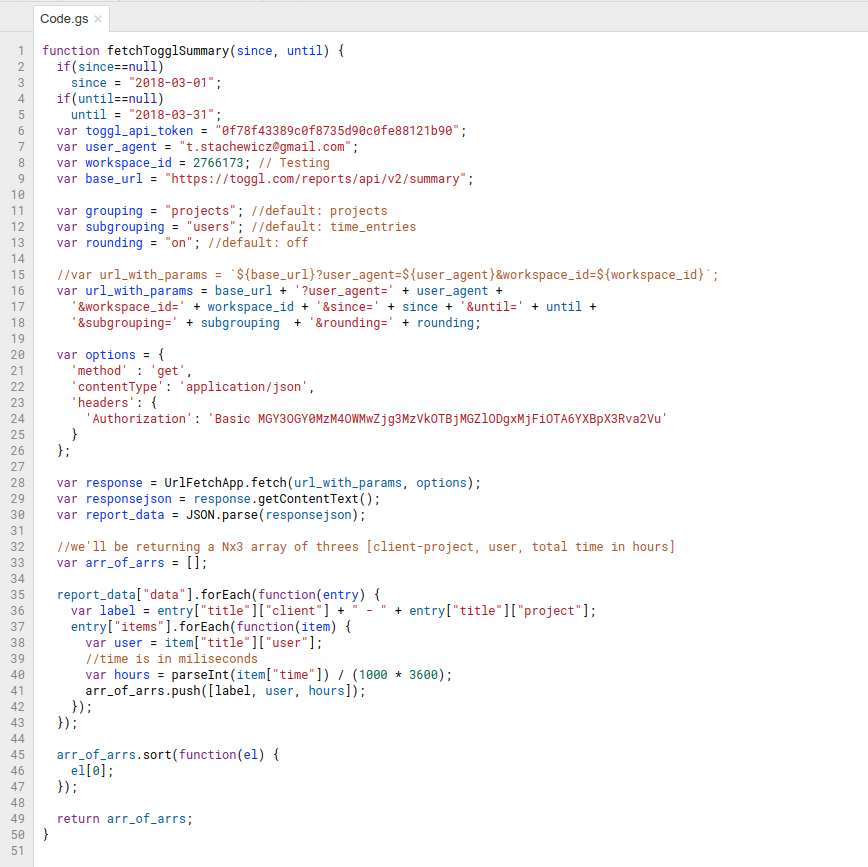 Code.gs ×
1 function fetchTogglSummary(since, until) {
2 if(since==null)
3 since = "2018-03-01";
4 if(until==null)
5 until = "2018-03-31";
6 var toggl_api_token = "0f78f43389c0f8735d90c0fe88121b90";
7 var user_agent = "t.stachewicz@gmail.com";
8 var workspace_id = 2766173; // Testing
9 var base_url = "https://toggl.com/reports/api/v2/summary";
10
11 var grouping = "projects"; //default: projects
12 var subgrouping = "users"; //default: time_entries
13 var rounding = "on"; //default: off
14
15 //var url_with_params = `${base_url}?user_agent=${user_agent}&workspace_id=${workspace_id}`;
16 var url_with_params = base_url + '?user_agent=' + user_agent +
17 '&workspace_id=' + workspace_id + '&since=' + since + '&until=' + until +
18 '&subgrouping=' + subgrouping  + '&rounding=' + rounding;
19
20 var options = {
21 'method' : 'get',
22 'contentType': 'application/json',
23 'headers': {
24 'Authorization': 'Basic MGY3OGY0MzM4OWMwZjg3MzVkOTBjMGZlODgxMjFiOTA6YXBpX3Rva2Vu'
25 }
26 };
27
28 var response = UrlFetchApp.fetch(url_with_params, options);
29 var responsejson = response.getContentText();
30 var report_data = JSON.parse(responsejson);
31
32 //we'll be returning a Nx3 array of threes [client-project, user, total time in hours]
33 var arr_of_arrs = [];
34
35 report_data["data"].forEach(function(entry) {
36 var label = entry["title"]["client"] + " - " + entry["title"]["project"];
37 entry["items"].forEach(function(item) {
38 var user = item["title"]["user"];
39 //time is in miliseconds
40 var hours = parseInt(item["time"]) / (1000 * 3600);
41 arr_of_arrs.push([label, user, hours]);
42 });
43 });
44
45 arr_of_arrs.sort(function(el) {
46 el[0];
47 });
48
49 return arr_of_arrs;
50 }
51